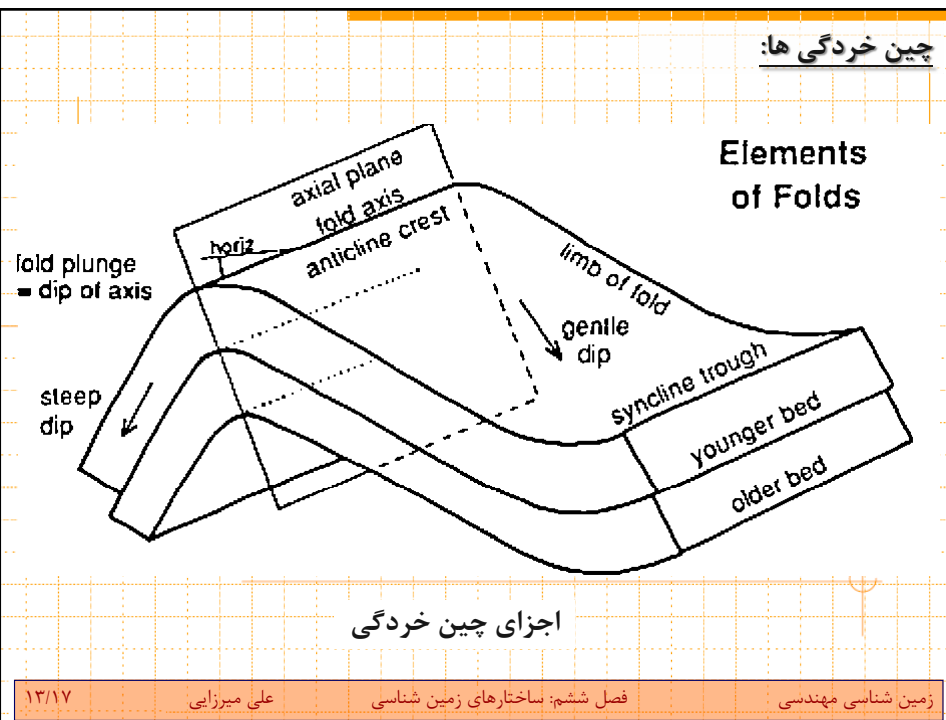 چین خردگی ها:
Elements
of Folds
axial plane
fold axis
horiz
anticline crest
fold plunge
= dip of axis
limb of fold
gentle
dip
steep
dip
syncline trough
younger bed
older bed
اجزای چین خردگی
زمین شناسی مهندسی فصل ششم: ساختارهای زمین شناسی علی میرزایی ۱۳/۱۷